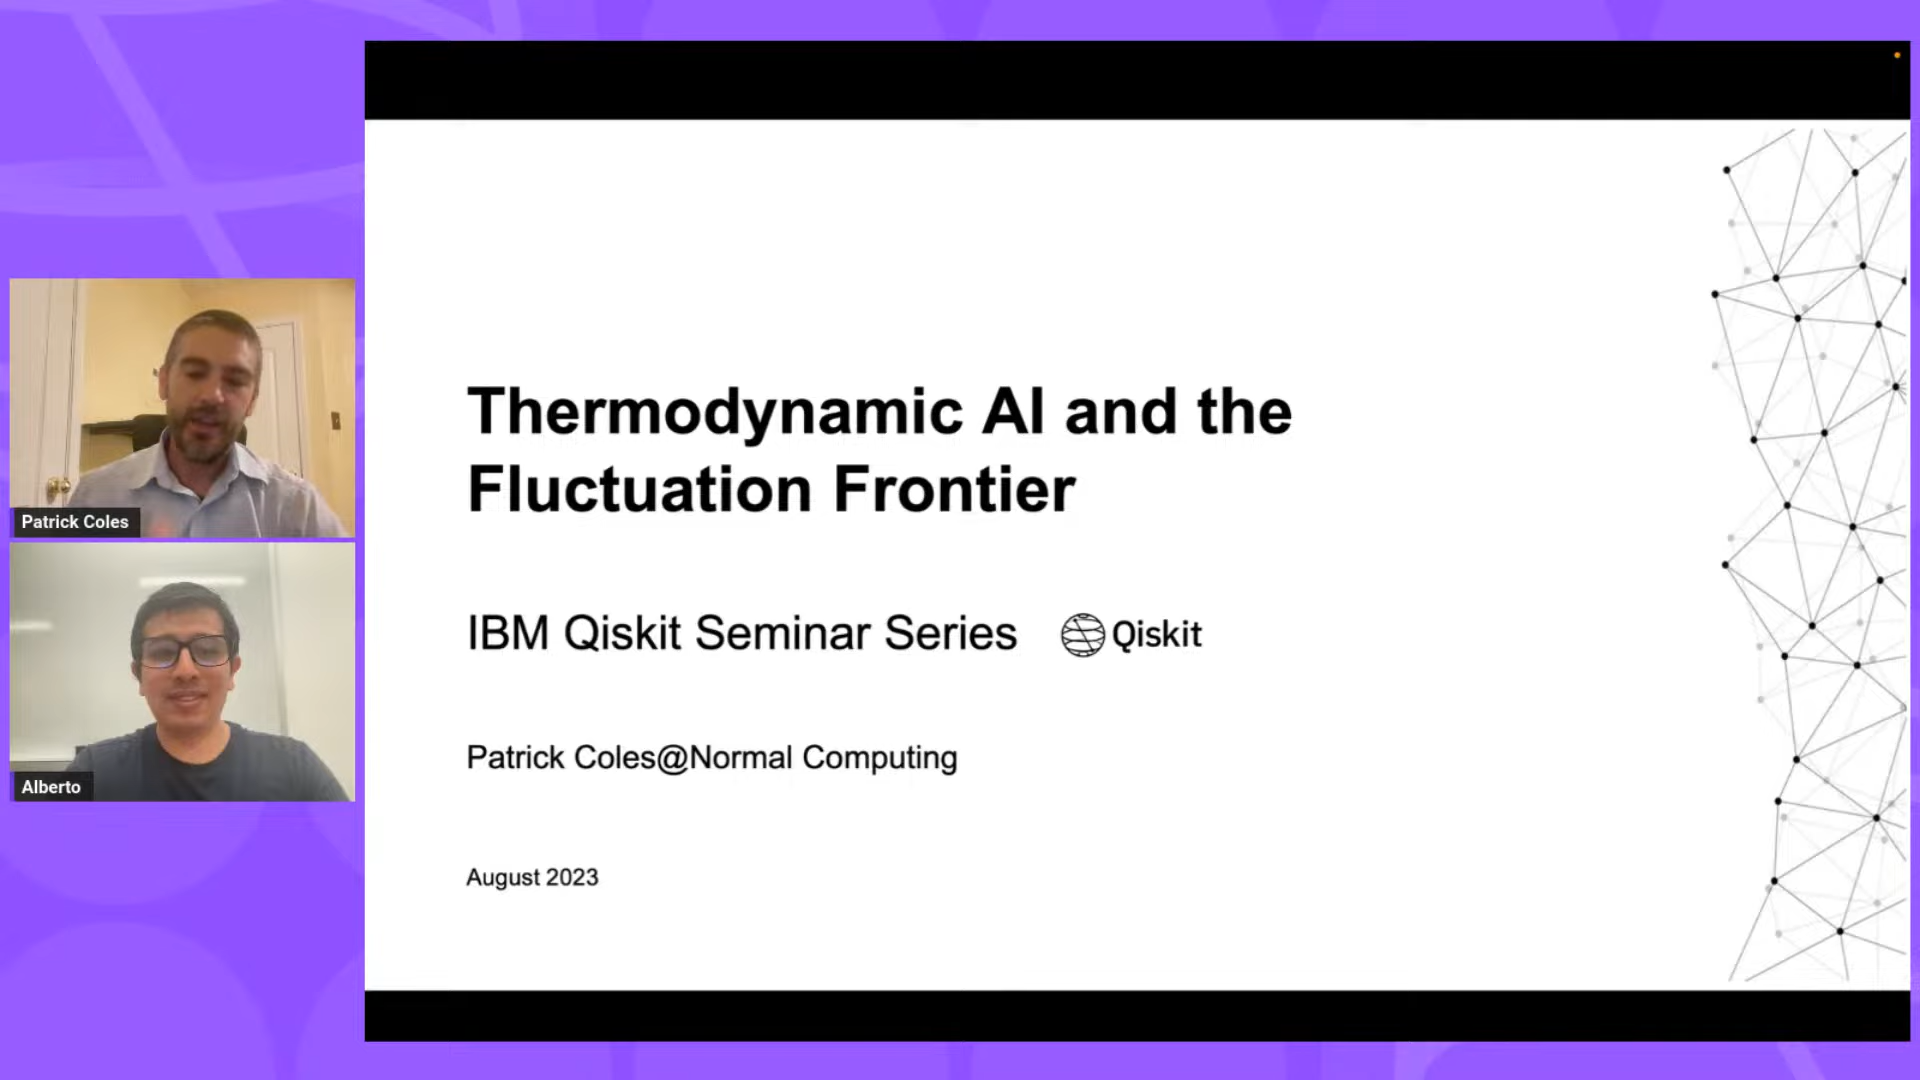 Thermodynamic AI and the
Fluctuation Frontier
IBM Qiskit Seminar Series
Qiskit
Patrick Coles@Normal Computing
August 2023
Patrick Coles
Alberto